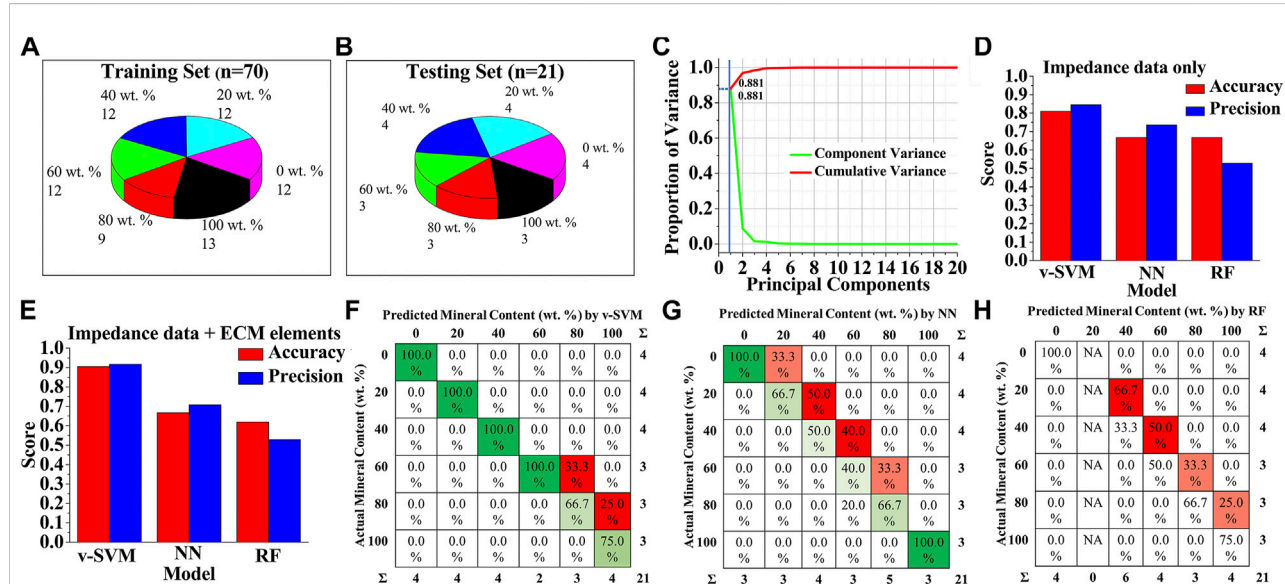 A
Training Set (n=70)
40 wt. %
12
20 wt. %
12
60 wt. %
12
0 wt. %
12
80 wt. %
9
100 wt. %
13
B
Testing Set (n=21)
40 wt. %
4
20 wt. %
4
0 wt. %
4
60 wt. %
3
80 wt. %
3
100 wt. %
3
C
Proportion of Variance
1.0
0.8
0.6
0.4
0.2
0.0
0.881
0.881
Component Variance
Cumulative Variance
0 2 4 6 8 10 12 14 16 18 20
Principal Components
D
Impedance data only
Accuracy
Precision
Score
1.0
0.9
0.8
0.7
0.6
0.5
0.4
0.3
0.2
0.1
0.0
v-SVM NN RF
Model
E
Impedance data + ECM elements
Accuracy
Precision
Score
1.0
0.9
0.8
0.7
0.6
0.5
0.4
0.3
0.2
0.1
0.0
v-SVM NN RF
Model
F
Predicted Mineral Content (wt. %) by v-SVM
Actual Mineral Content (wt. %)
0 20 40 60 80 100 Σ
0 100.0 % 0.0 % 0.0 % 0.0 % 0.0 % 0.0 % 4
20 0.0 % 100.0 % 0.0 % 0.0 % 0.0 % 0.0 % 4
40 0.0 % 0.0 % 100.0 % 0.0 % 0.0 % 0.0 % 4
60 0.0 % 0.0 % 0.0 % 100.0 % 33.3 % 0.0 % 3
80 0.0 % 0.0 % 0.0 % 0.0 % 66.7 % 25.0 % 3
100 0.0 % 0.0 % 0.0 % 0.0 % 0.0 % 75.0 % 3
Σ 4 4 4 2 3 4 21
G
Predicted Mineral Content (wt. %) by NN
Actual Mineral Content (wt. %)
0 20 40 60 80 100 Σ
0 100.0 % 33.3 % 0.0 % 0.0 % 0.0 % 0.0 % 4
20 0.0 % 66.7 % 50.0 % 0.0 % 0.0 % 0.0 % 4
40 0.0 % 0.0 % 50.0 % 40.0 % 0.0 % 0.0 % 4
60 0.0 % 0.0 % 0.0 % 40.0 % 33.3 % 0.0 % 3
80 0.0 % 0.0 % 0.0 % 20.0 % 66.7 % 0.0 % 3
100 0.0 % 0.0 % 0.0 % 0.0 % 0.0 % 100.0 % 3
Σ 3 3 4 3 5 3 21
H
Predicted Mineral Content (wt. %) by RF
Actual Mineral Content (wt. %)
0 20 40 60 80 100 Σ
0 100.0 % NA 0.0 % 0.0 % 0.0 % 0.0 % 4
20 0.0 % NA 66.7 % 0.0 % 0.0 % 0.0 % 4
40 0.0 % NA 33.3 % 50.0 % 0.0 % 0.0 % 4
60 0.0 % NA 0.0 % 50.0 % 33.3 % 0.0 % 3
80 0.0 % NA 0.0 % 0.0 % 66.7 % 25.0 % 3
100 0.0 % NA 0.0 % 0.0 % 0.0 % 75.0 % 3
Σ 4 0 6 4 3 4 21